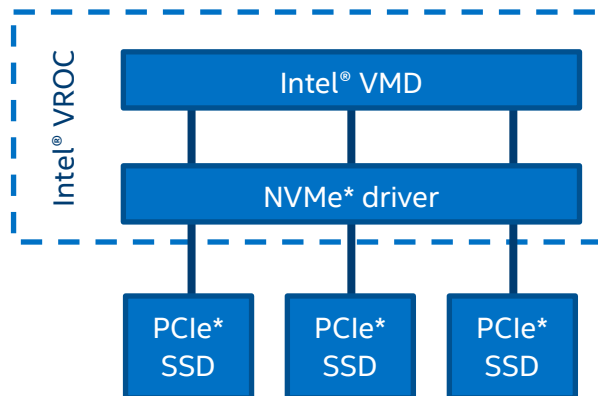 Intel® VROC
Intel® VMD
NVMe* driver
PCIe*
SSD
PCIe*
SSD
PCIe*
SSD